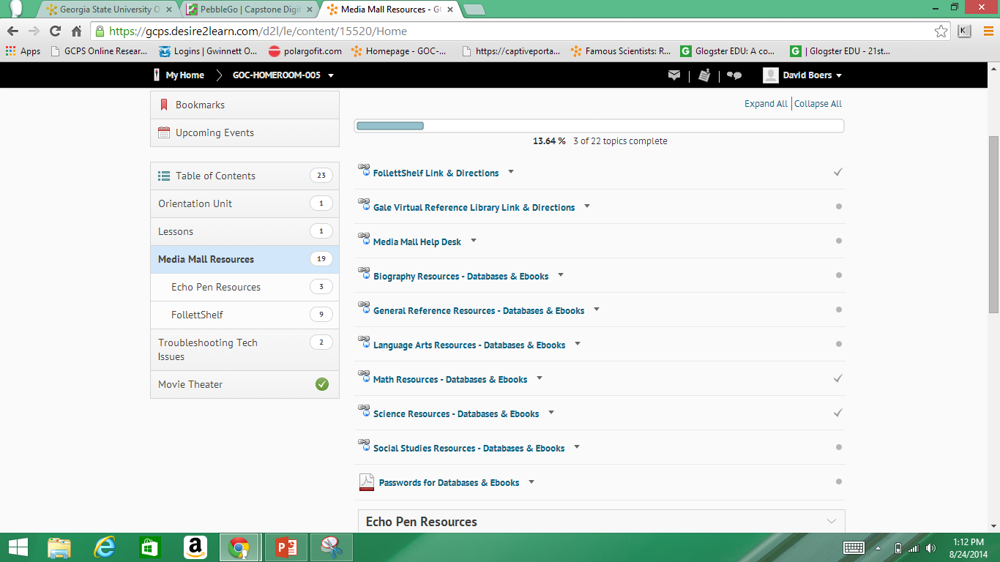 Georgia State University O
PebbleGo | Capstone Digit
Media Mall Resources - GC
https://gcps.desire2learn.com/d2l/le/content/15520/Home
K
Apps
GCPS Online Resear...
Logins | Gwinnett O...
polargofit.com
Homepage - GOC-...
https://captiveporta...
Famous Scientists: R...
Glogster EDU: A co...
| Glogster EDU - 21st...
My Home
GOC-HOMEROOM-005
David Boers
Bookmarks
Upcoming Events
Expand All
Collapse All
13.64 % 3 of 22 topics complete
Table of Contents 23
Orientation Unit 1
Lessons 1
Media Mall Resources 19
Echo Pen Resources 3
FollettShelf 9
Troubleshooting Tech 2
Issues
Movie Theater
FollettShelf Link & Directions
Gale Virtual Reference Library Link & Directions
Media Mall Help Desk
Biography Resources - Databases & Ebooks
General Reference Resources - Databases & Ebooks
Language Arts Resources - Databases & Ebooks
Math Resources - Databases & Ebooks
Science Resources - Databases & Ebooks
Social Studies Resources - Databases & Ebooks
Passwords for Databases & Ebooks
Echo Pen Resources
1:12 PM
8/24/2014